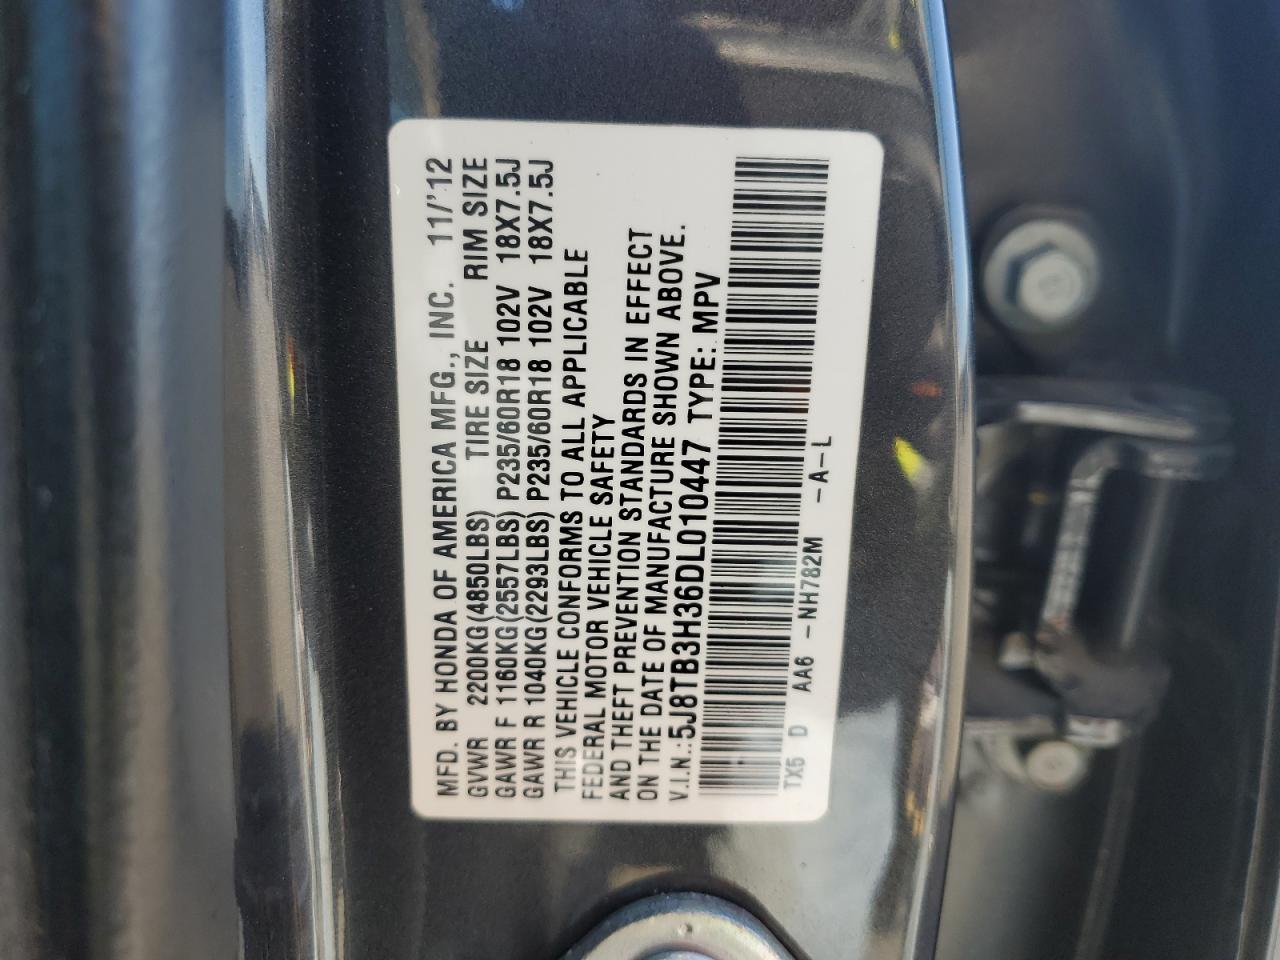 MFD. BY HONDA OF AMERICA MFG., INC. 11/'12
GVWR 2200KG(4850LBS) TIRE SIZE RIM SIZE
GAWR F 1160KG(2557LBS) P235/60R18 102V 18X7.5J
GAWR R 1040KG(2293LBS) P235/60R18 102V 18X7.5J
THIS VEHICLE CONFORMS TO ALL APPLICABLE
FEDERAL MOTOR VEHICLE SAFETY
AND THEFT PREVENTION STANDARDS IN EFFECT
ON THE DATE OF MANUFACTURE SHOWN ABOVE.
V.I.N.:5J8TB3H36DL010447 TYPE: MPV
TX5 D AA6 -NH782M -A-L